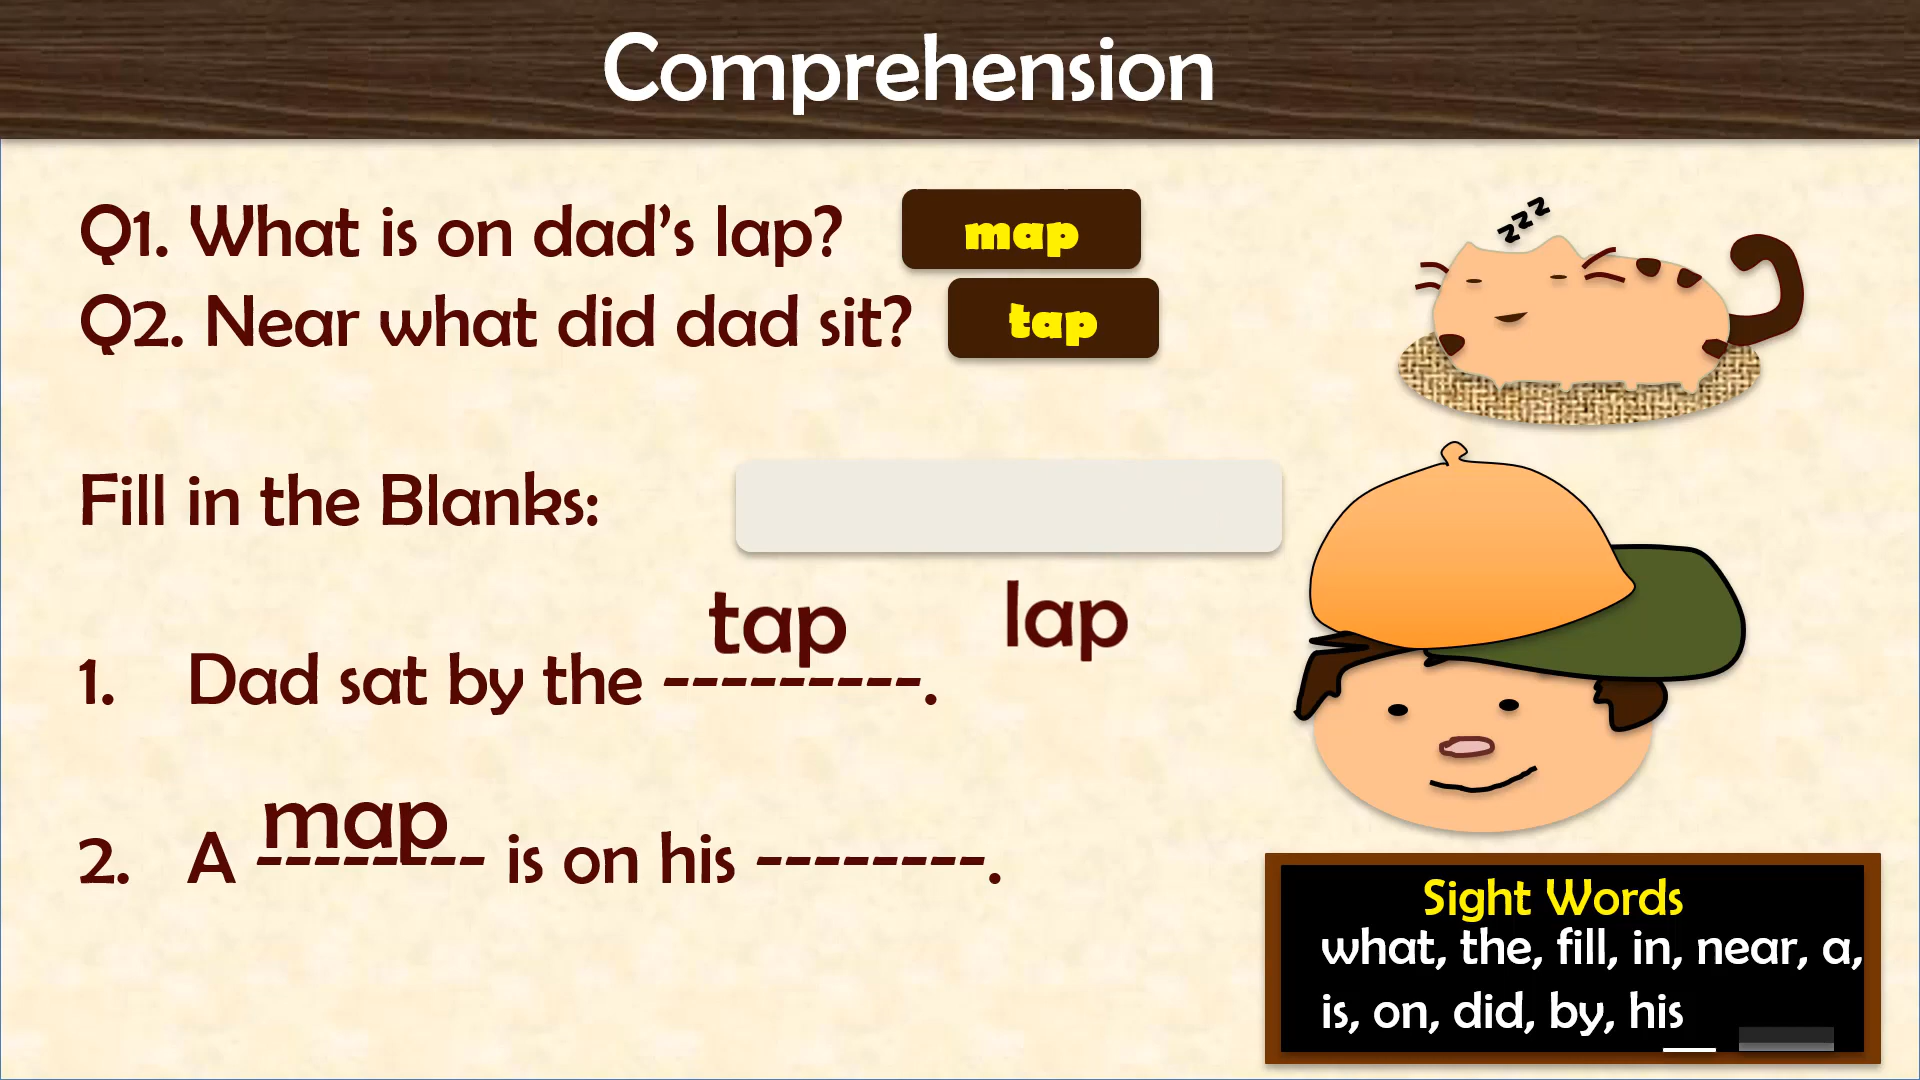 Comprehension
Q1. What is on dad's lap? map
Q2. Near what did dad sit? tap
zzz
Fill in the Blanks:
tap lap
1. Dad sat by the ---------.
map
2. A -------- is on his --------.
Sight Words
what, the, fill, in, near, a,
is, on, did, by, his